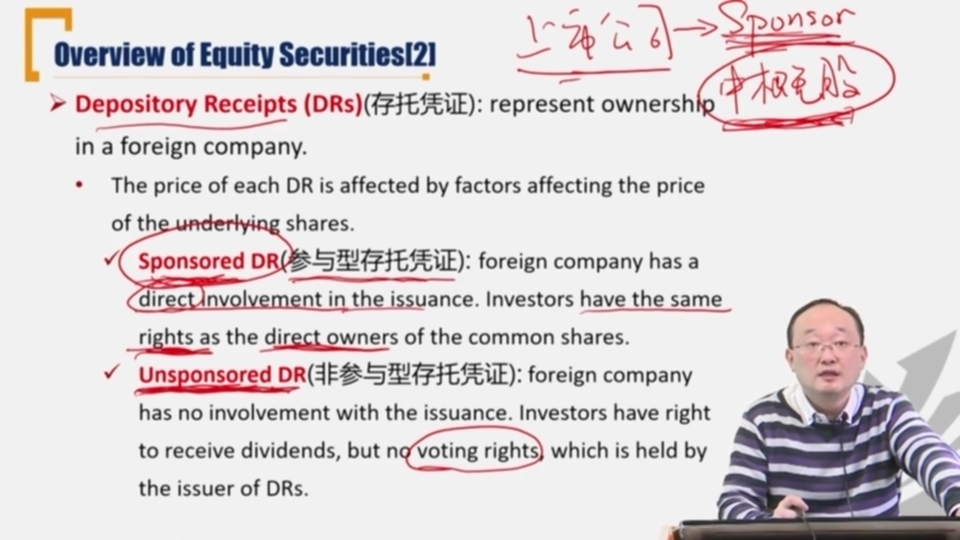 Overview of Equity Securities[2]
上市公司→Sponsor
中概股
➢ Depository Receipts (DRs)(存托凭证): represent ownership
in a foreign company.
• The price of each DR is affected by factors affecting the price
of the underlying shares.
✓ Sponsored DR(参与型存托凭证): foreign company has a
direct involvement in the issuance. Investors have the same
rights as the direct owners of the common shares.
✓ Unsponsored DR(非参与型存托凭证): foreign company
has no involvement with the issuance. Investors have right
to receive dividends, but no voting rights, which is held by
the issuer of DRs.